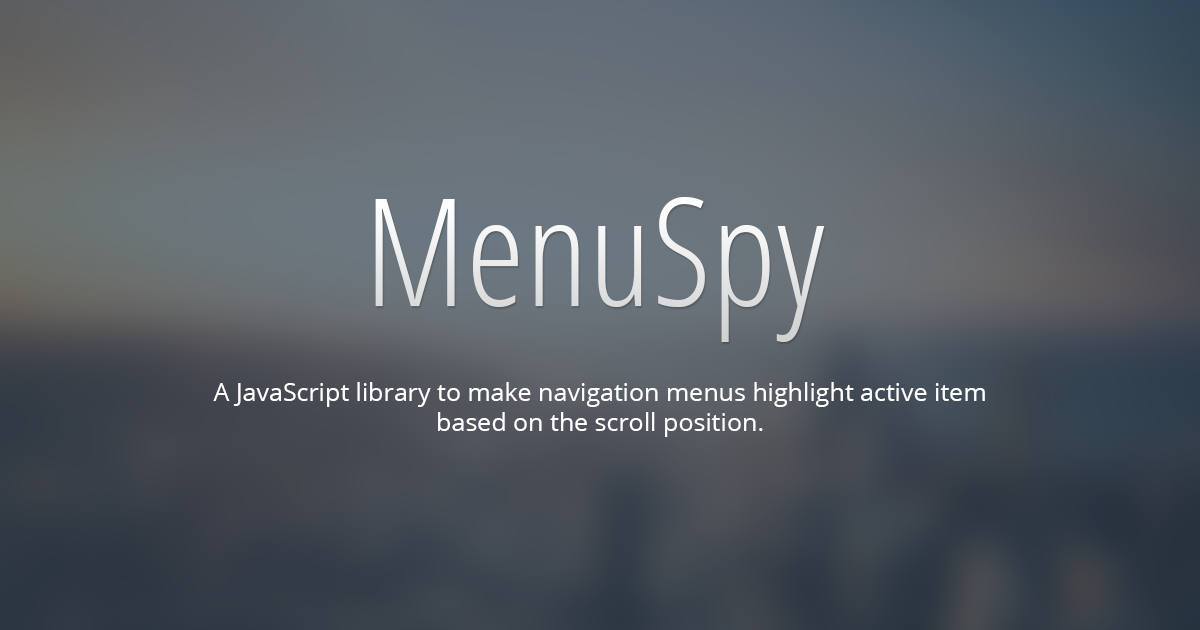 MenuSpy
A JavaScript library to make navigation menus highlight active item
based on the scroll position.